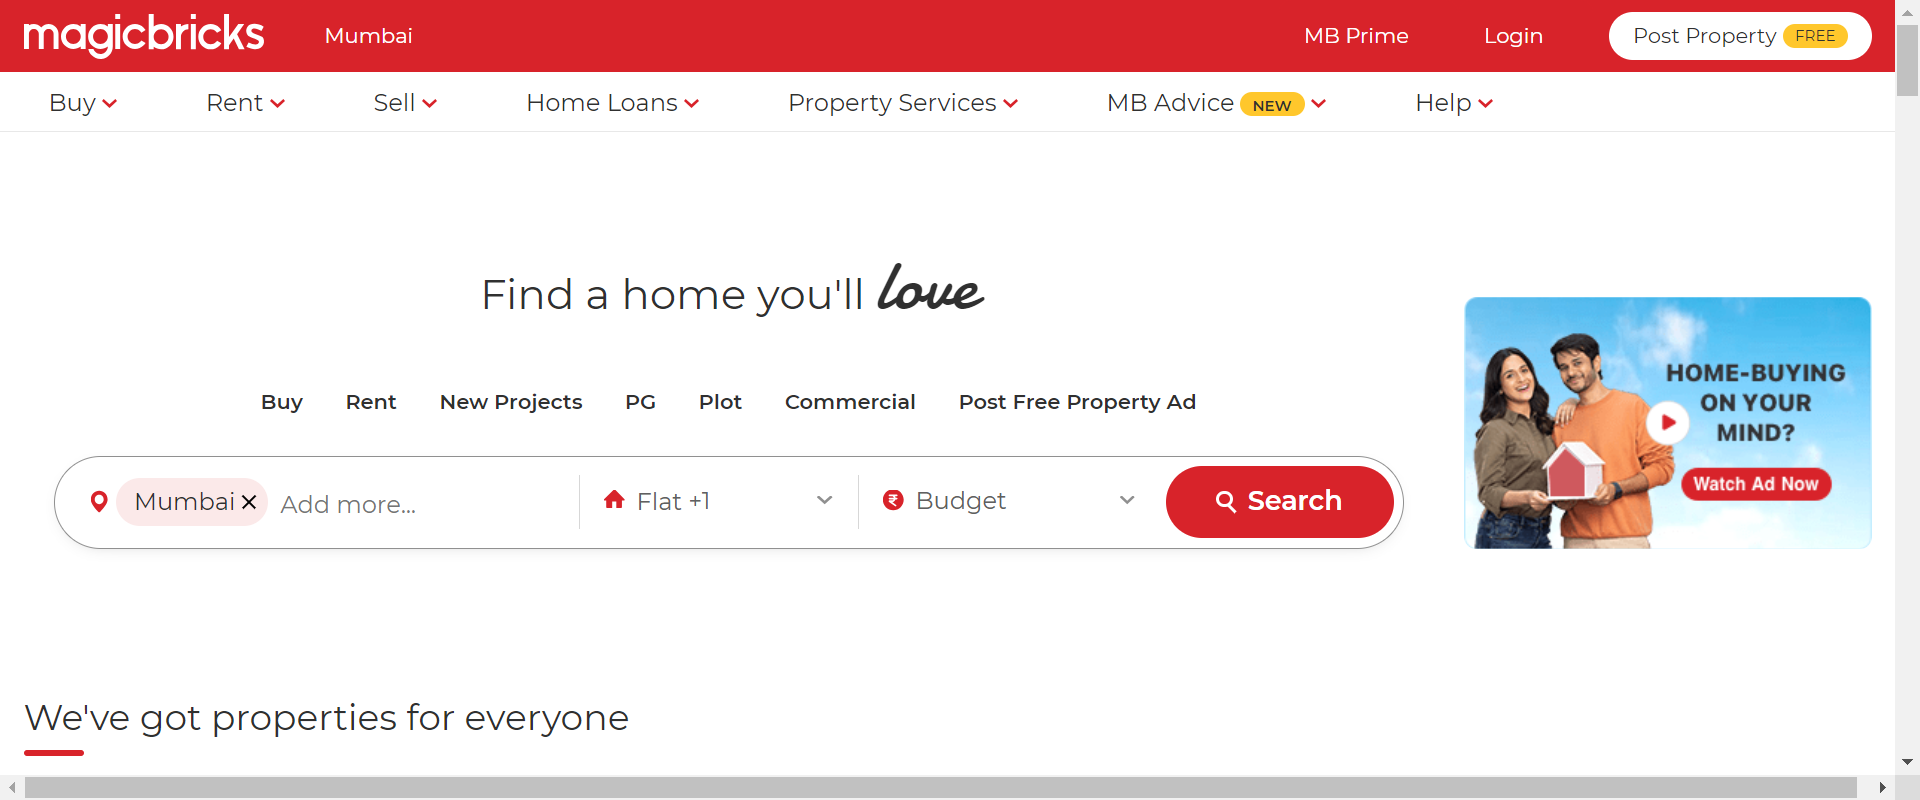 magicbricks Mumbai MB Prime Login Post Property FREE
Buy Rent Sell Home Loans Property Services MB Advice NEW Help
Find a home you'll love
Buy Rent New Projects PG Plot Commercial Post Free Property Ad
Mumbai Add more... Flat +1 Budget Search
HOME-BUYING
ON YOUR
MIND?
Watch Ad Now
We've got properties for everyone